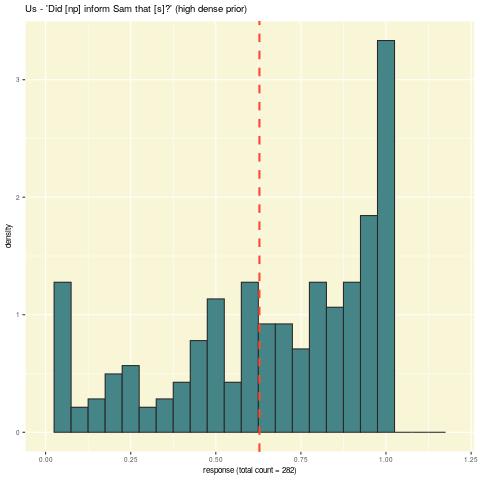 Us - 'Did [np] inform Sam that [s]?' (high dense prior)
density
3
2
1
0
0.00 0.25 0.50 0.75 1.00 1.25
response (total count = 282)